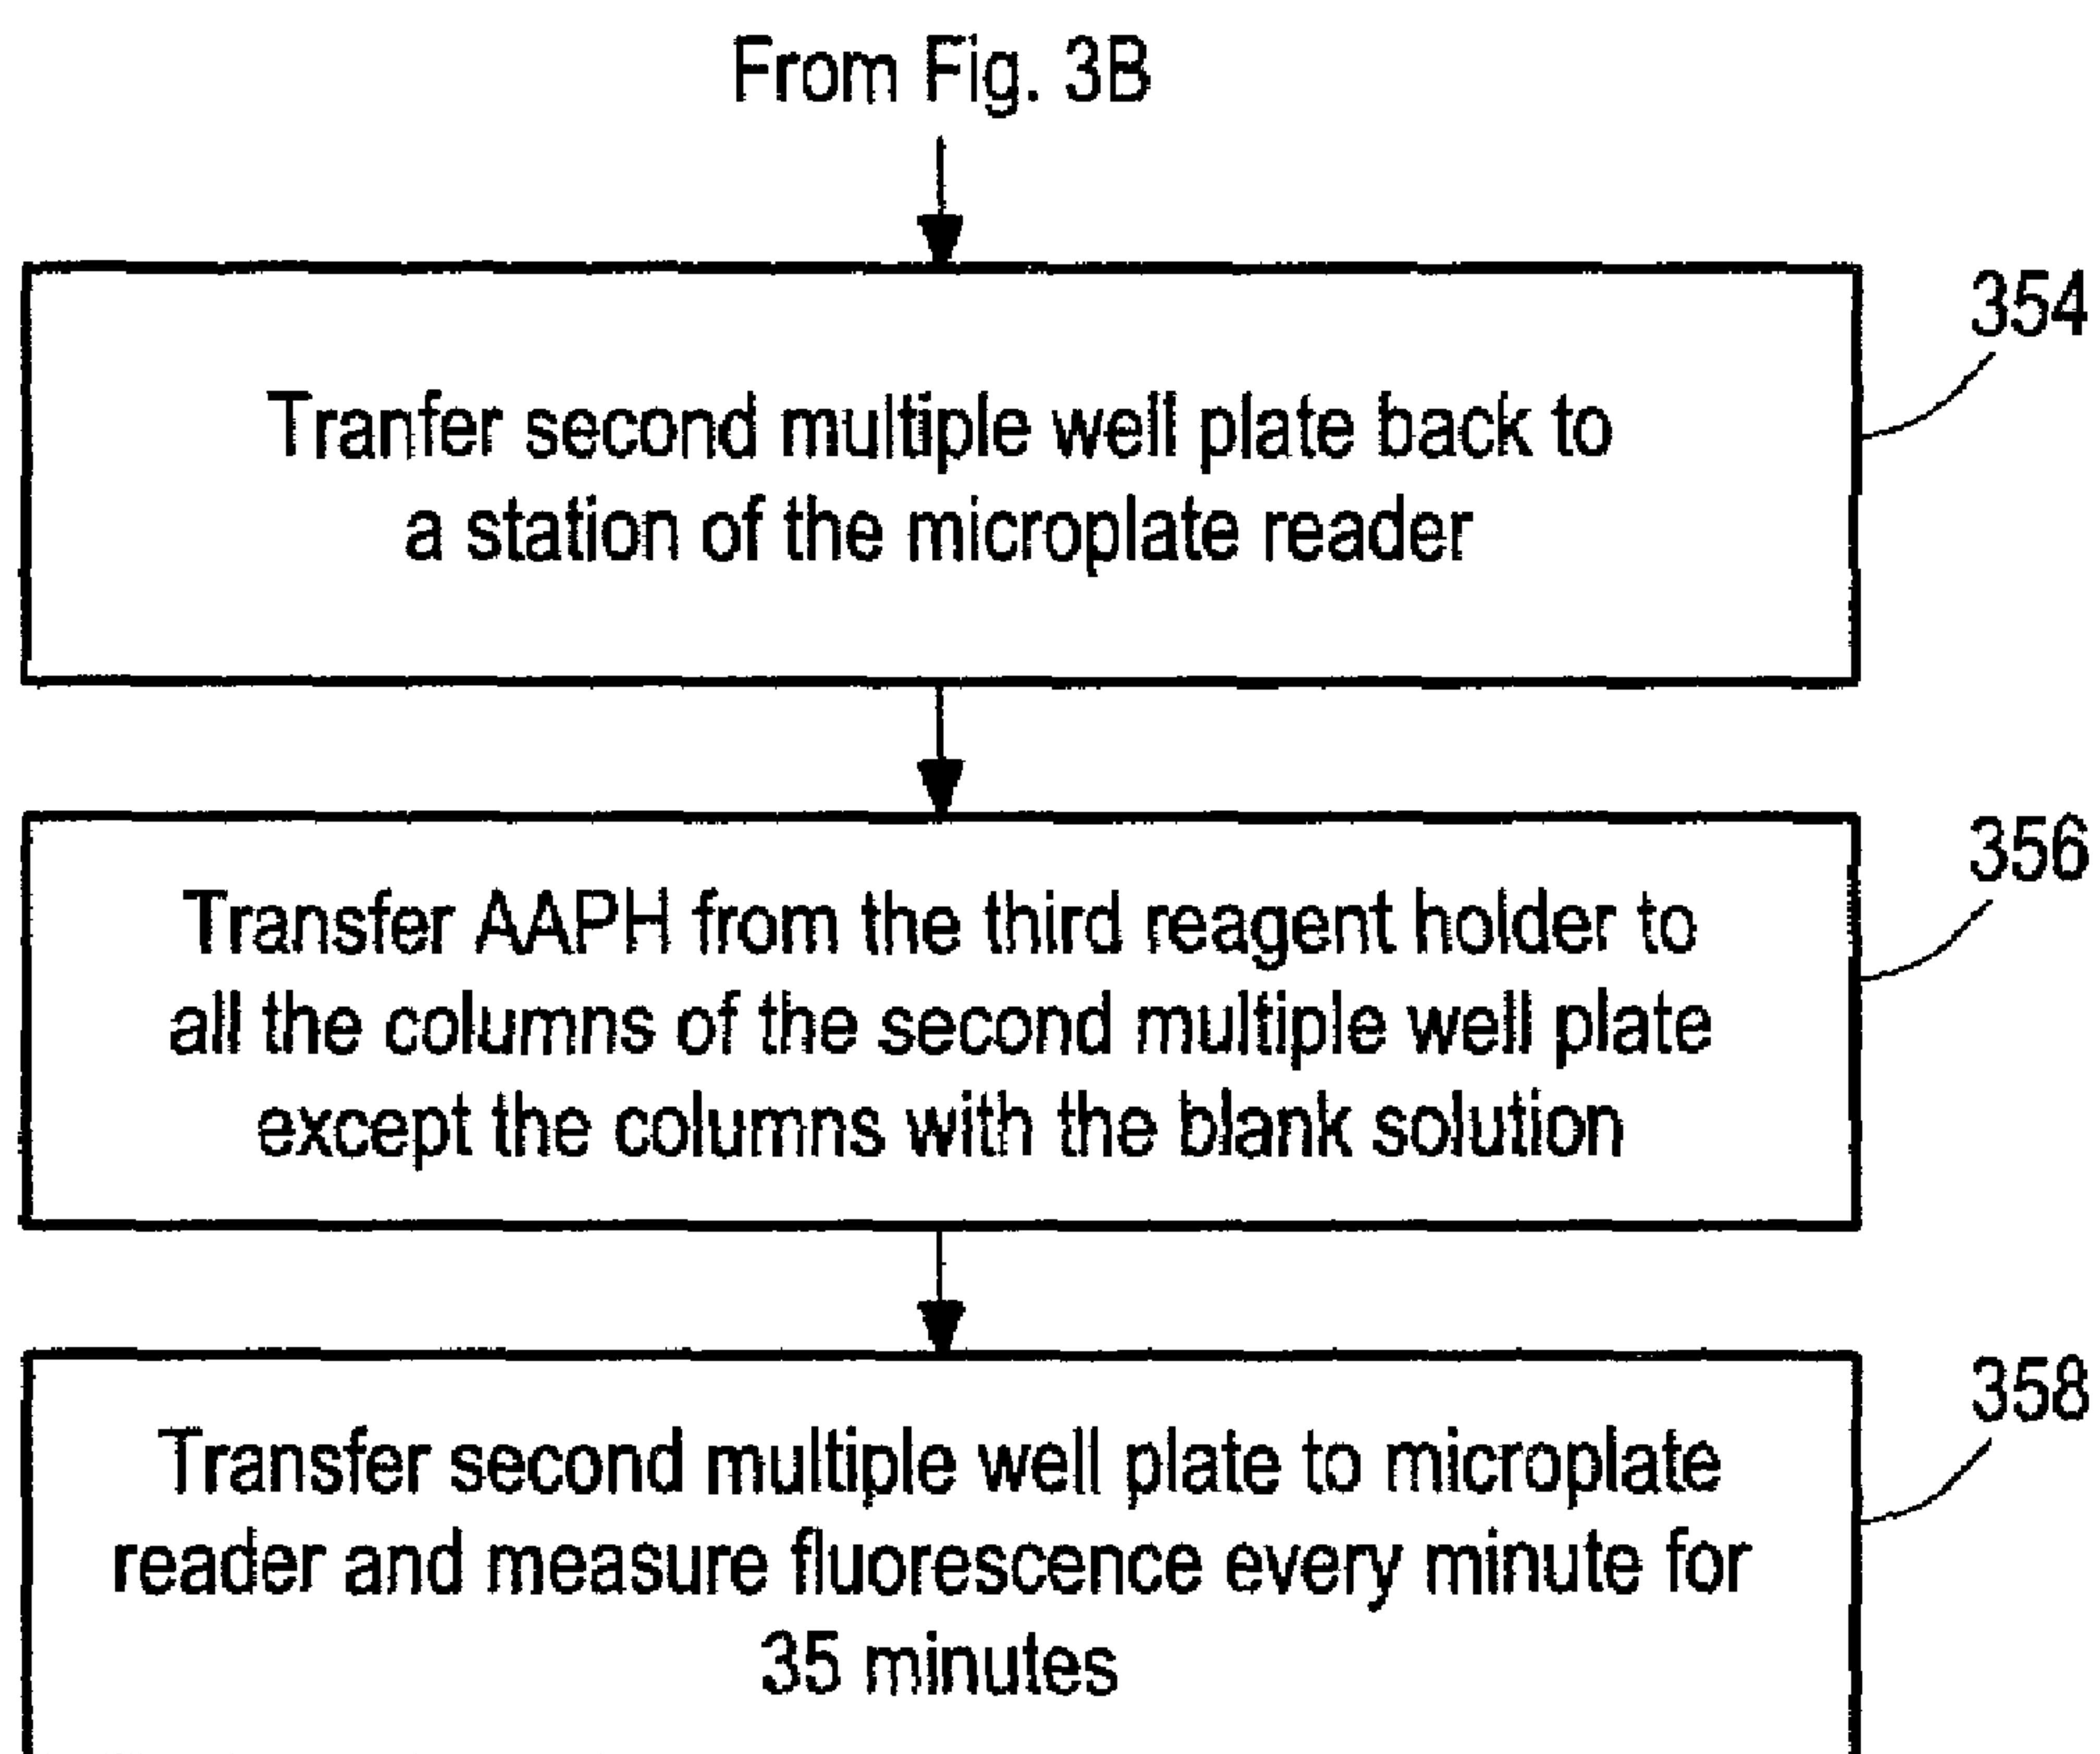 From Fig. 3B
354
Tranfer second multiple well plate back to
a station of the microplate reader
356
Transfer AAPH from the third reagent holder to
all the columns of the second multiple well plate
except the columns with the blank solution
358
Transfer second multiple well plate to microplate
reader and measure fluorescence every minute for
35 minutes